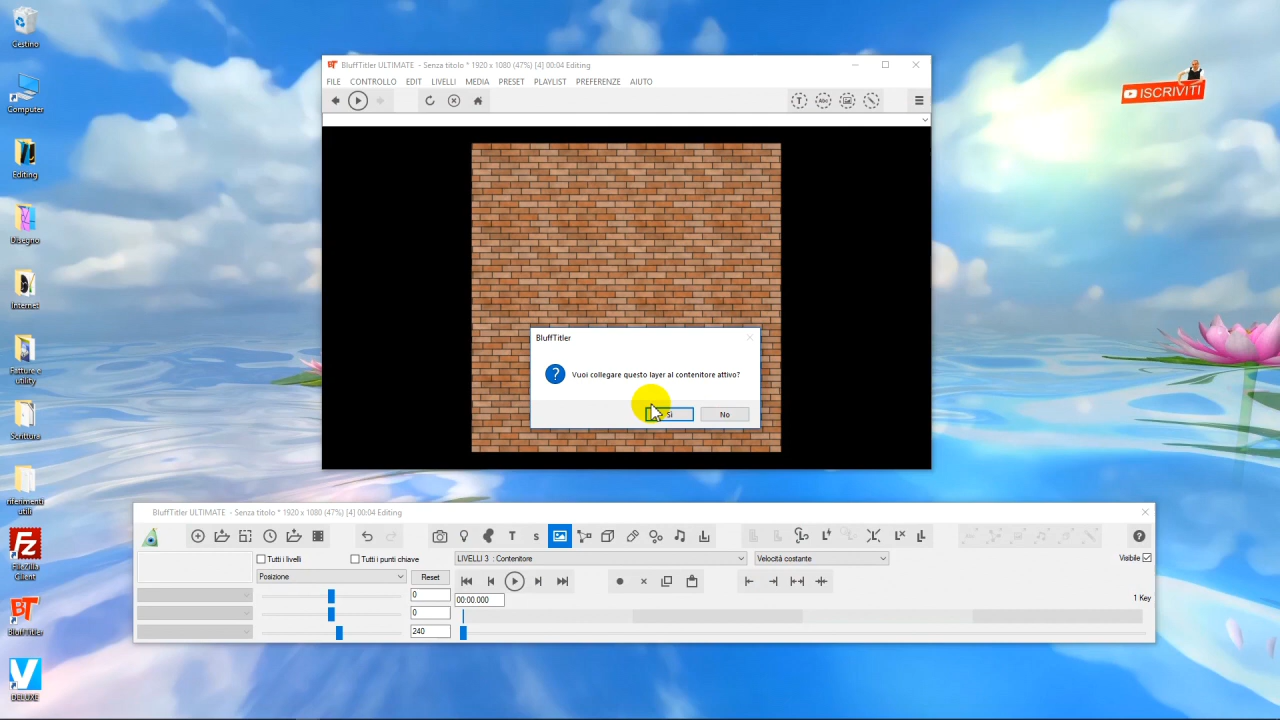 Cestino
Computer
Editing
Disegno
Internet
Fatture e
utility
Scrittura
riferimenti
utili
FileZilla
Client
BluffTitler
DELUXE
ISCRIVITI
BluffTitler ULTIMATE - Senza titolo * 1920 x 1080 (47%) [4] 00:04 Editing
FILE CONTROLLO EDIT LIVELLI MEDIA PRESET PLAYLIST PREFERENZE AIUTO
BluffTitler
Vuoi collegare questo layer al contenitore attivo?
Sì No
BluffTitler ULTIMATE - Senza titolo * 1920 x 1080 (47%) [4] 00:04 Editing
Tutti i livelli Tutti i punti chiave LIVELLI 3 : Contenitore Velocità costante Visibile
Posizione Reset
0 00:00.000 1 Key
0
240